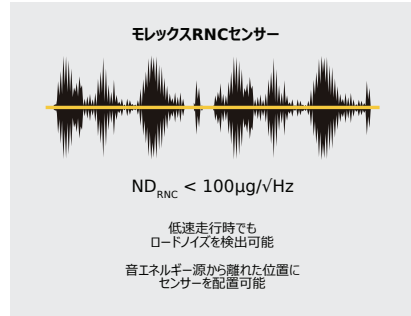 モレックスRNCセンサー
ND_RNC < 100μg/√Hz
低速走行時でも
ロードノイズを検出可能
音エネルギー源から離れた位置に
センサーを配置可能